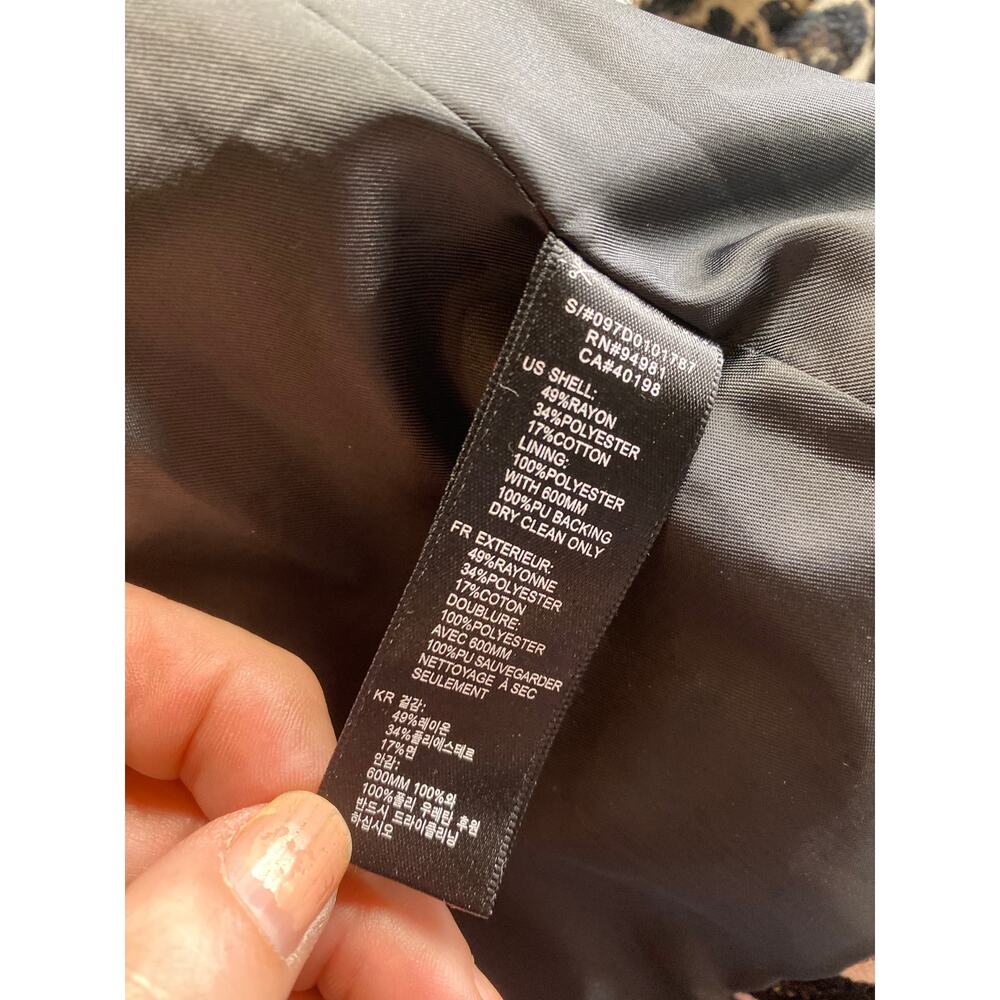 S/#097D0101787
RN#94981
CA#40198
US SHELL:
49%RAYON
34%POLYESTER
17%COTTON
LINING:
100%POLYESTER
WITH 600MM
100%PU BACKING
DRY CLEAN ONLY
FR EXTERIEUR:
49%RAYONNE
34%POLYESTER
17%COTON
DOUBLURE:
100%POLYESTER
AVEC 600MM
100%PU SAUVEGARDER
NETTOYAGE À SEC
SEULEMENT
KR 겉감:
49%레이온
34%폴리에스테르
17%면
안감:
600MM 100%와
100%폴리 우레탄 후원
반드시 드라이클리닝
하십시오